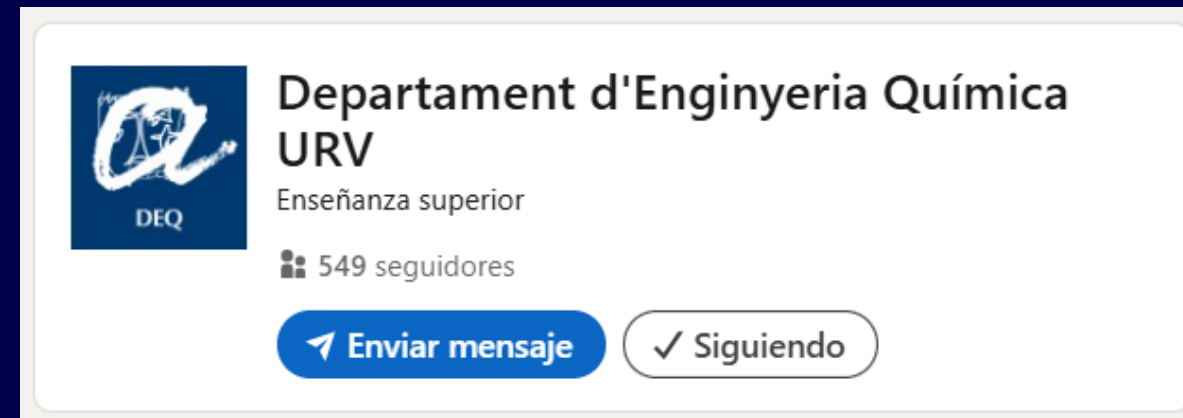 Departament d'Enginyeria Química
URV
Enseñanza superior
DEQ
549 seguidores
Enviar mensaje
Siguiendo